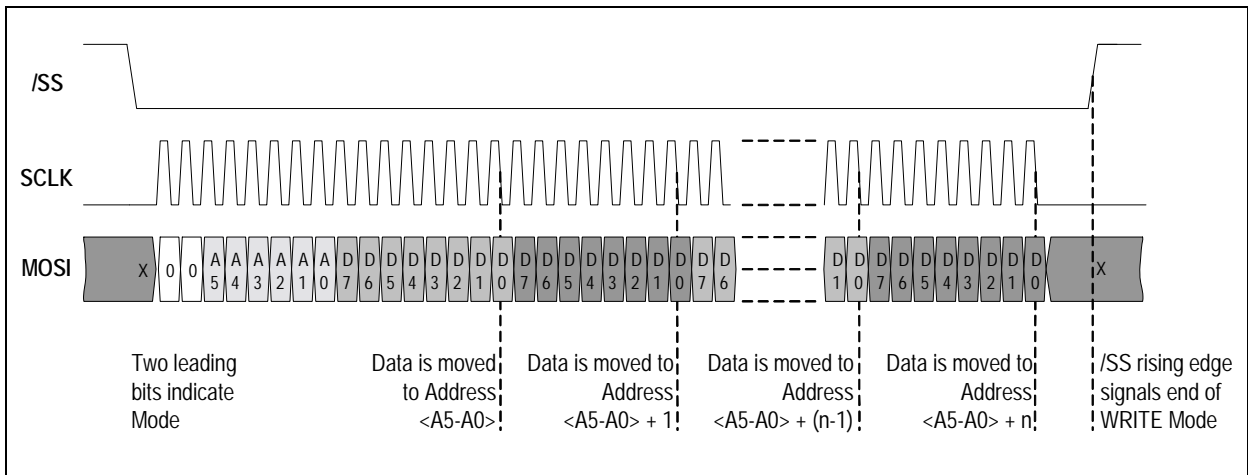 /SS
SCLK
MOSI X 0 0 A5 A4 A3 A2 A1 A0 D7 D6 D5 D4 D3 D2 D1 D0 D7 D6 D5 D4 D3 D2 D1 D0 D7 D6 D1 D0 D7 D6 D5 D4 D3 D2 D1 D0 X
Two leading
bits indicate
Mode
Data is moved
to Address
<A5-A0>
Data is moved to
Address
<A5-A0> + 1
Data is moved to
Address
<A5-A0> + (n-1)
Data is moved to
Address
<A5-A0> + n
/SS rising edge
signals end of
WRITE Mode